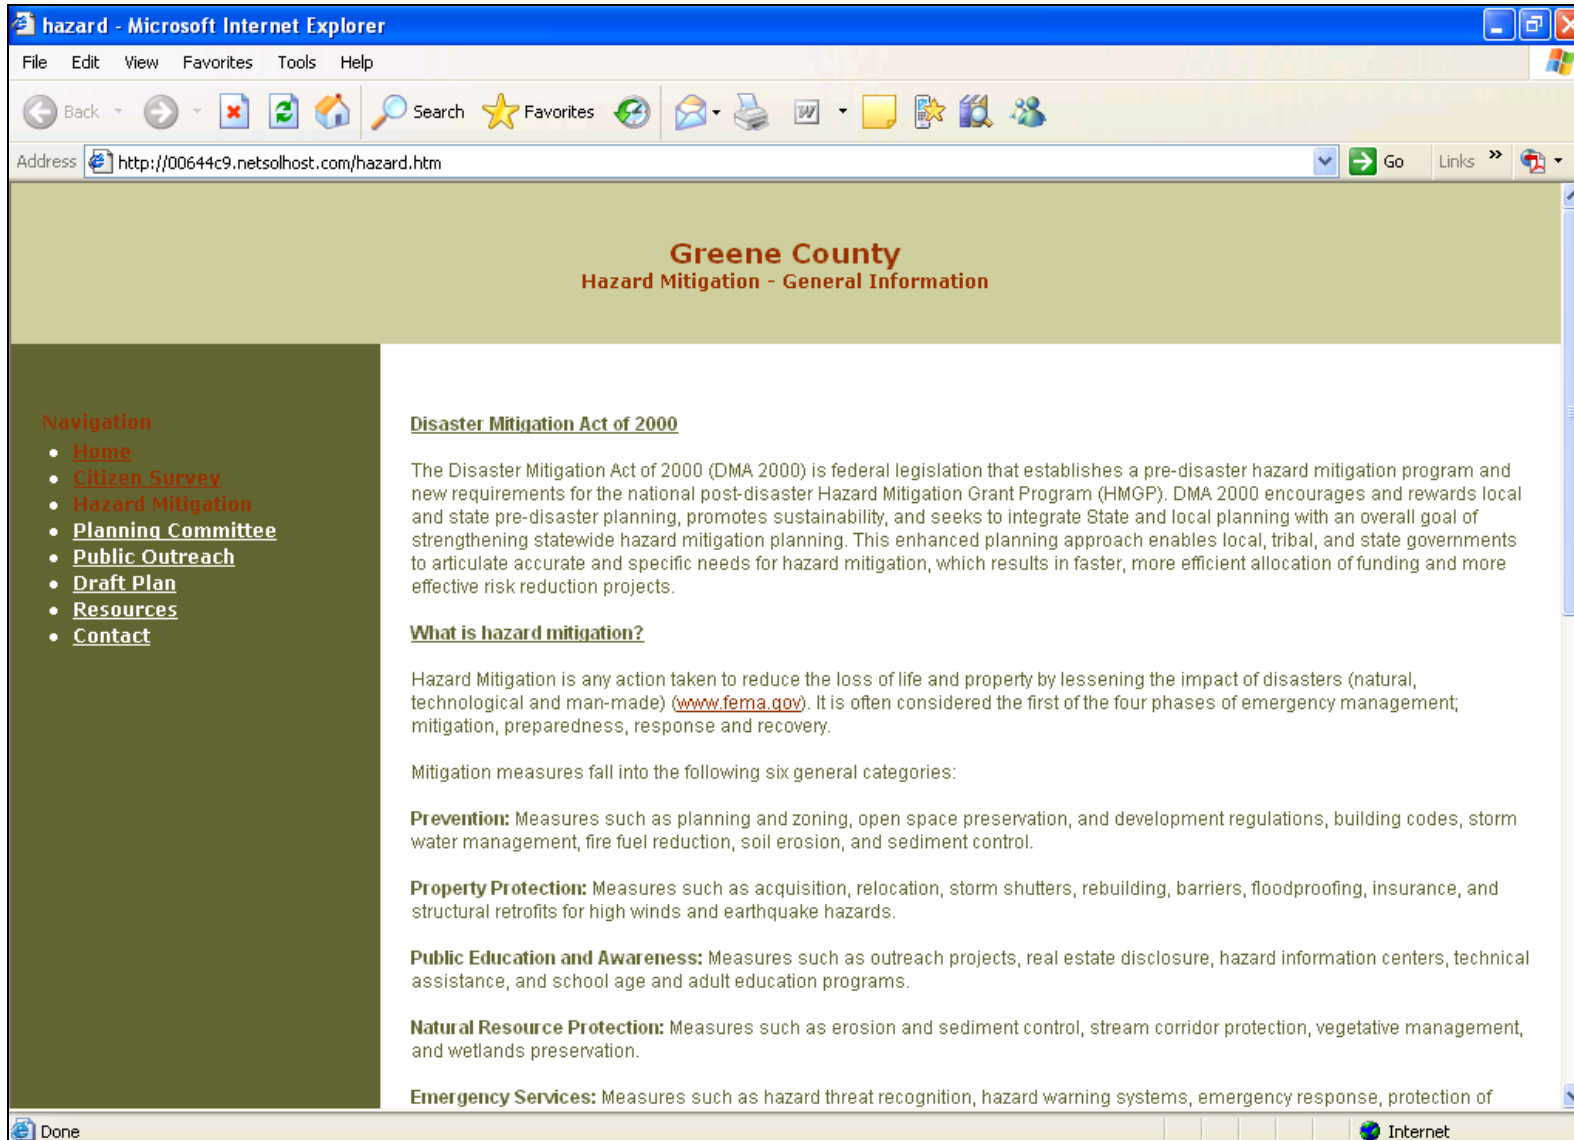 hazard - Microsoft Internet Explorer
File Edit View Favorites Tools Help
Back Search Favorites
Address http://00644c9.netsolhost.com/hazard.htm Go Links »
Greene County
Hazard Mitigation - General Information
Navigation
Home
Citizen Survey
Hazard Mitigation
Planning Committee
Public Outreach
Draft Plan
Resources
Contact
Disaster Mitigation Act of 2000
The Disaster Mitigation Act of 2000 (DMA 2000) is federal legislation that establishes a pre-disaster hazard mitigation program and
new requirements for the national post-disaster Hazard Mitigation Grant Program (HMGP). DMA 2000 encourages and rewards local
and state pre-disaster planning, promotes sustainability, and seeks to integrate State and local planning with an overall goal of
strengthening statewide hazard mitigation planning. This enhanced planning approach enables local, tribal, and state governments
to articulate accurate and specific needs for hazard mitigation, which results in faster, more efficient allocation of funding and more
effective risk reduction projects.
What is hazard mitigation?
Hazard Mitigation is any action taken to reduce the loss of life and property by lessening the impact of disasters (natural,
technological and man-made) (www.fema.gov). It is often considered the first of the four phases of emergency management;
mitigation, preparedness, response and recovery.
Mitigation measures fall into the following six general categories:
Prevention: Measures such as planning and zoning, open space preservation, and development regulations, building codes, storm
water management, fire fuel reduction, soil erosion, and sediment control.
Property Protection: Measures such as acquisition, relocation, storm shutters, rebuilding, barriers, floodproofing, insurance, and
structural retrofits for high winds and earthquake hazards.
Public Education and Awareness: Measures such as outreach projects, real estate disclosure, hazard information centers, technical
assistance, and school age and adult education programs.
Natural Resource Protection: Measures such as erosion and sediment control, stream corridor protection, vegetative management,
and wetlands preservation.
Emergency Services: Measures such as hazard threat recognition, hazard warning systems, emergency response, protection of
Done Internet